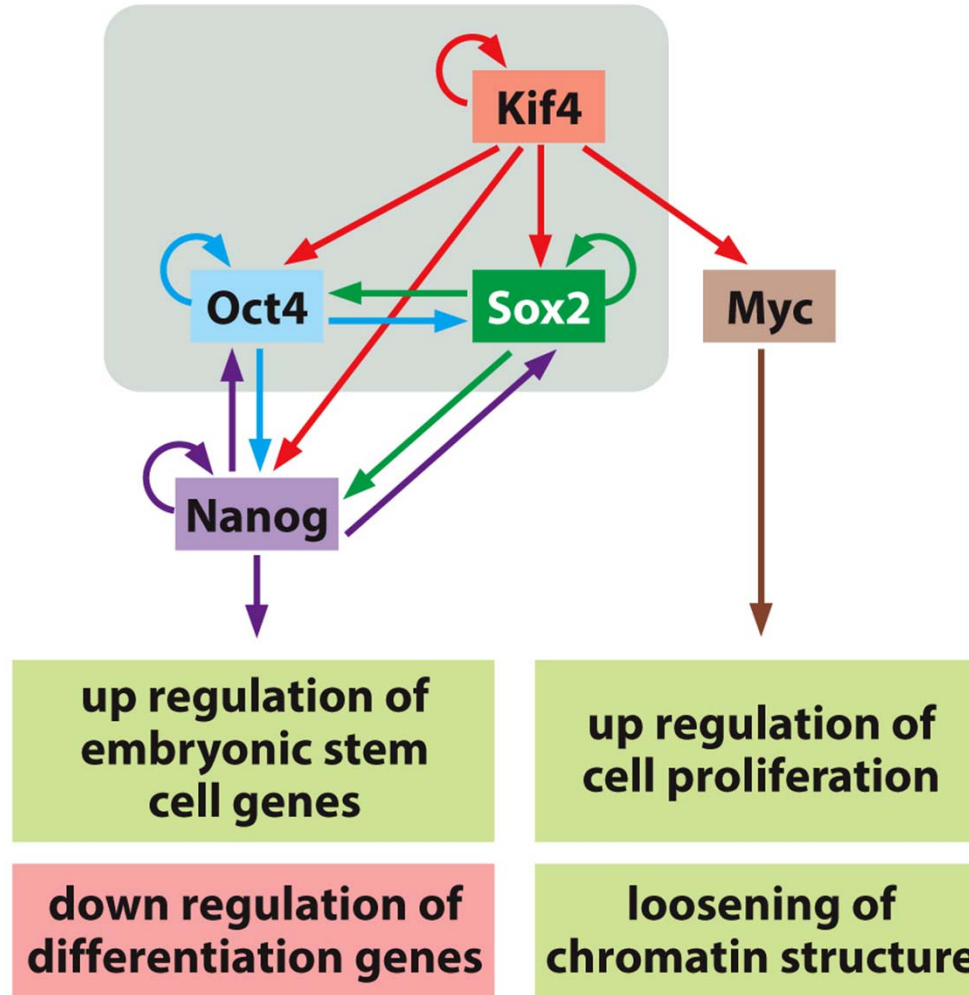 Kif4
Oct4
Sox2
Myc
Nanog
up regulation of
embryonic stem
cell genes
up regulation of
cell proliferation
down regulation of
differentiation genes
loosening of
chromatin structure